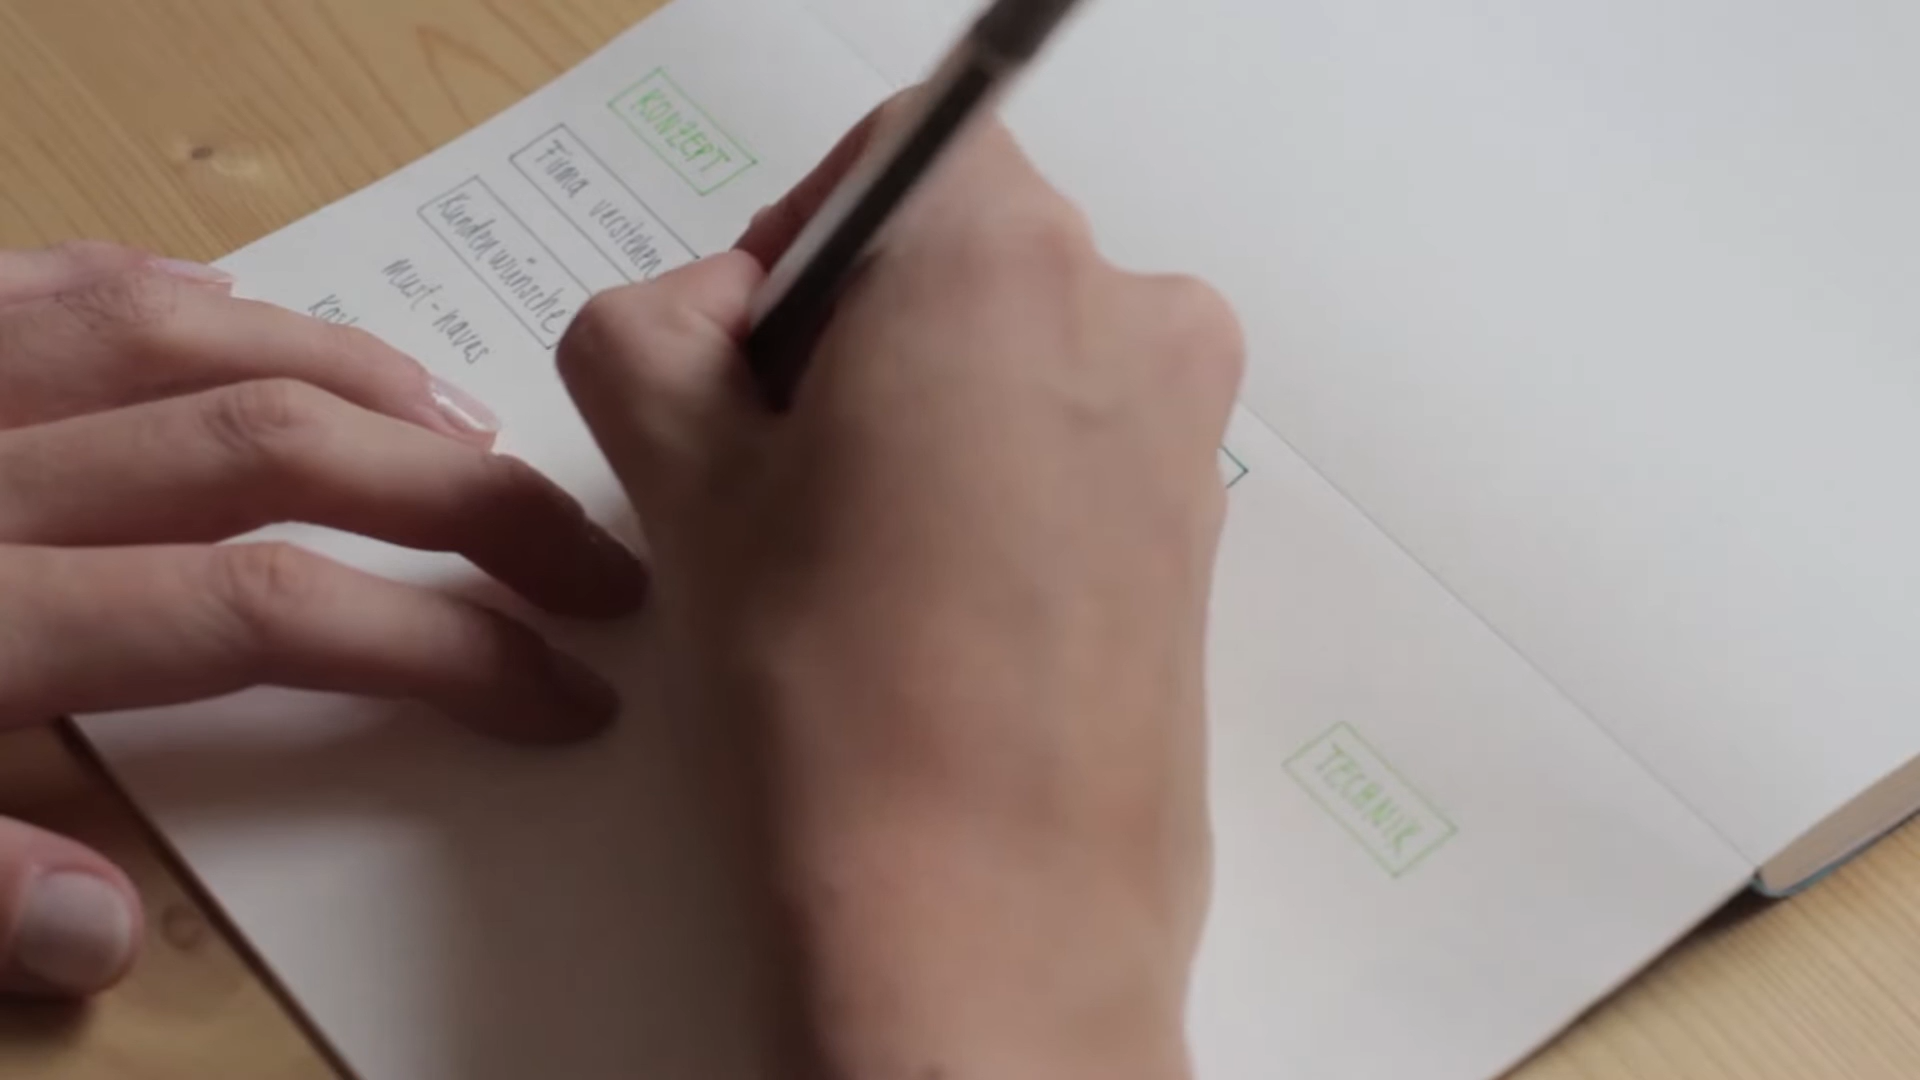 KONZEPT
Firma verstehen
Kundenwünsche
must-haves
TECHNIK